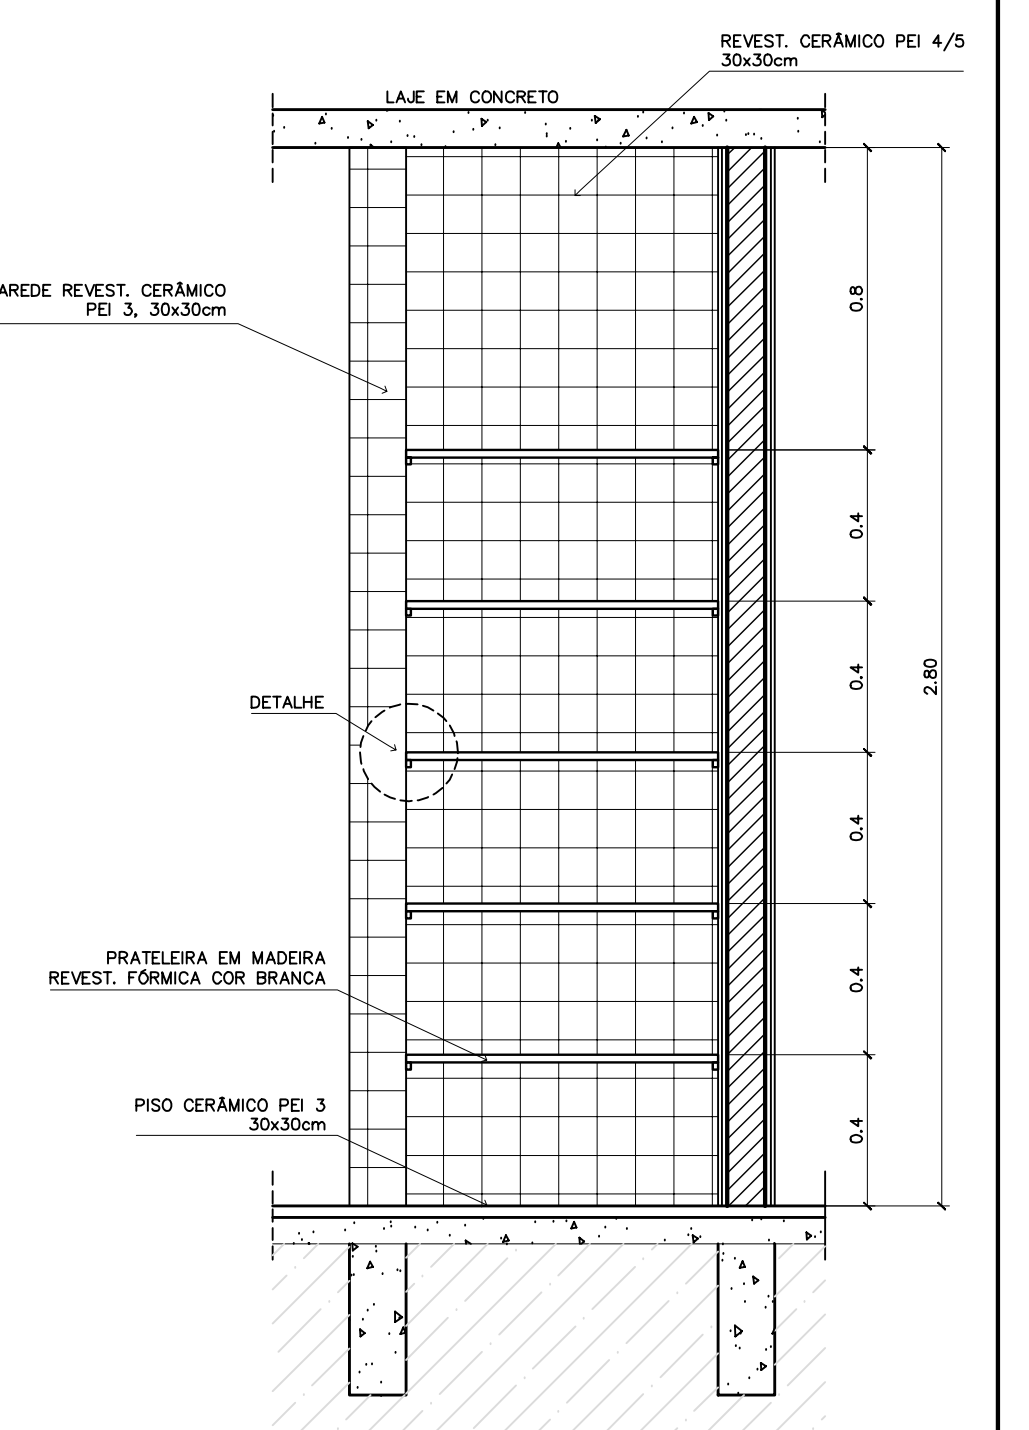 REVEST. CERÂMICO PEI 4/5
30x30cm
LAJE EM CONCRETO
AREDE REVEST. CERÂMICO
PEI 3, 30x30cm
0.8
0.4
0.4
2.80
DETALHE
0.4
PRATELEIRA EM MADEIRA
REVEST. FÓRMICA COR BRANCA
0.4
PISO CERÂMICO PEI 3
30x30cm
0.4